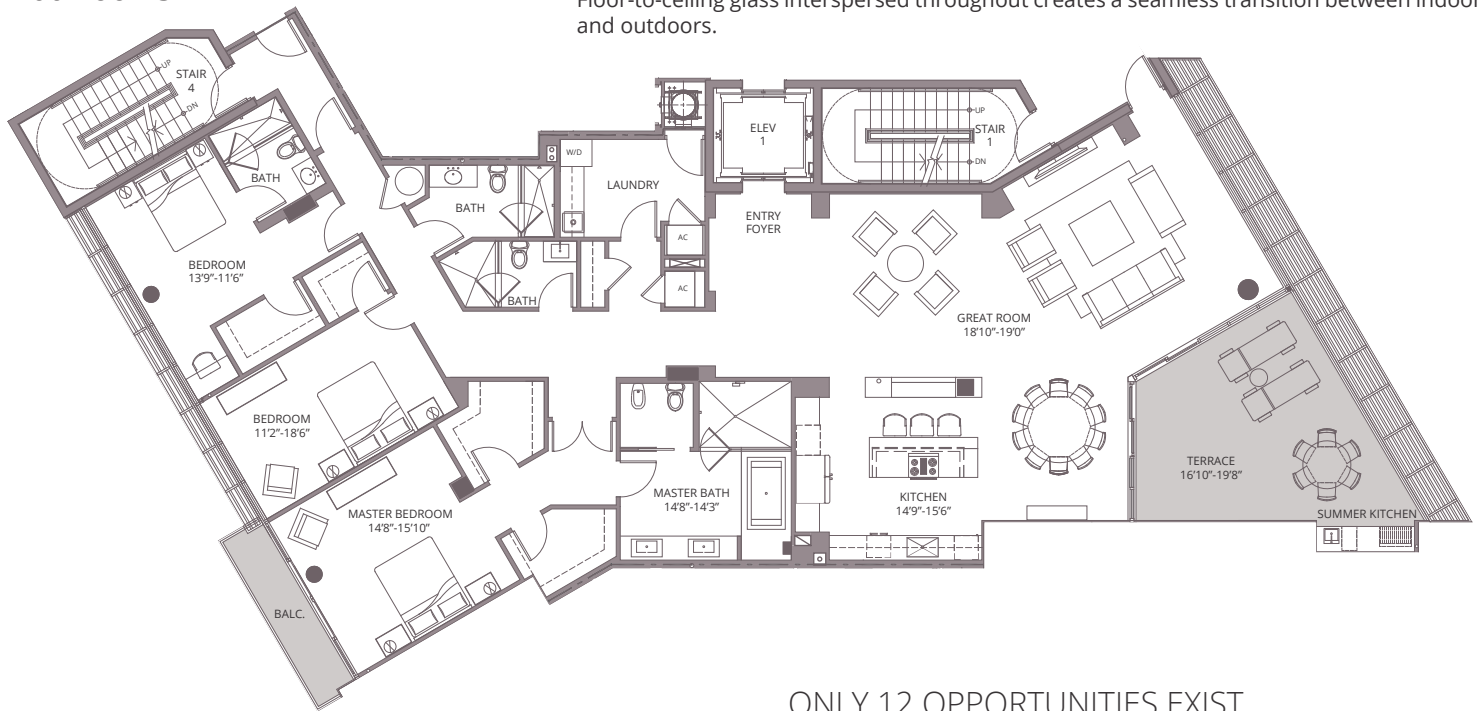 Floor-to-ceiling glass interspersed throughout creates a seamless transition between indoor
and outdoors.
STAIR
4
UP
DN
BATH
BEDROOM
13'9"-11'6"
BATH
W/D
LAUNDRY
BATH
AC
AC
ELEV
1
ENTRY
FOYER
STAIR
1
UP
DN
GREAT ROOM
18'10"-19'0"
BEDROOM
11'2"-18'6"
MASTER BEDROOM
14'8"-15'10"
BALC.
MASTER BATH
14'8"-14'3"
KITCHEN
14'9"-15'6"
TERRACE
16'10"-19'8"
SUMMER KITCHEN
ONLY 12 OPPORTUNITIES EXIST